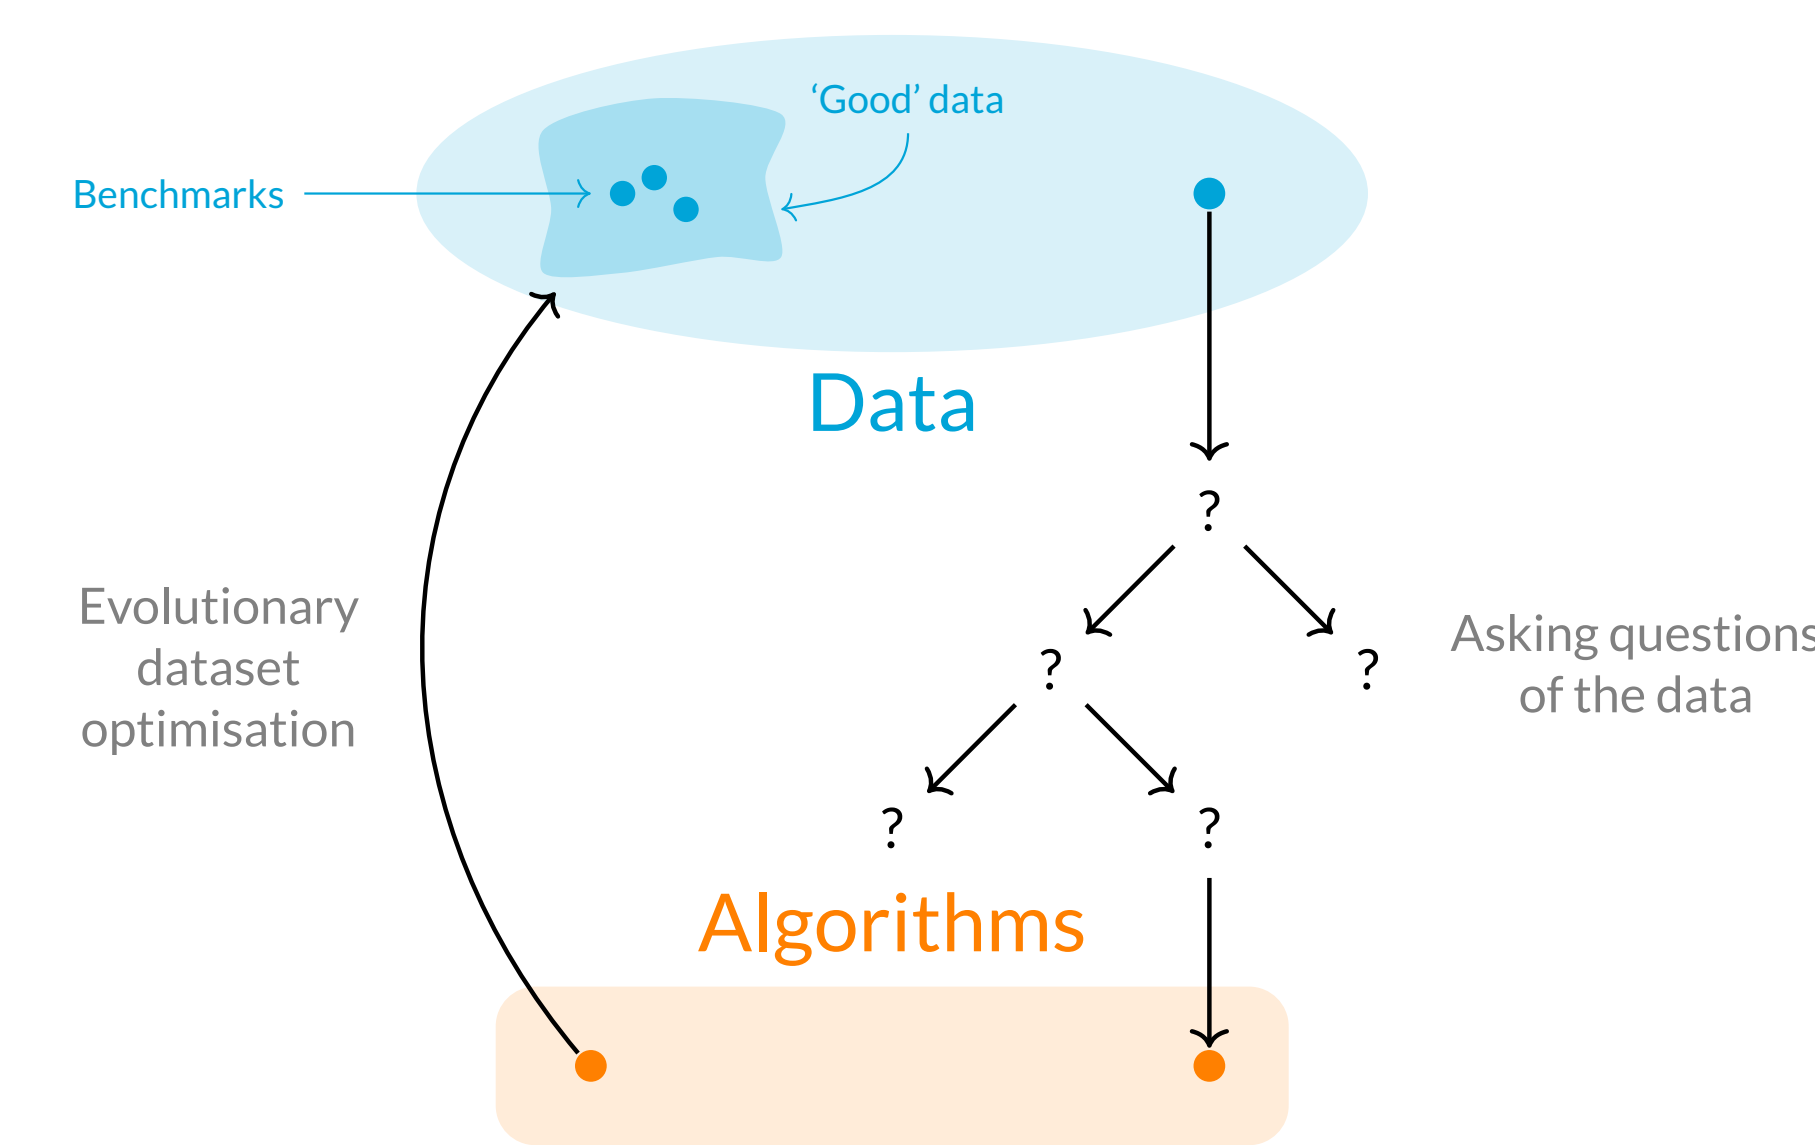 ‘Good’ data
Benchmarks
Data
?
Evolutionary
dataset
optimisation
? ?
Asking questions
of the data
? ?
Algorithms